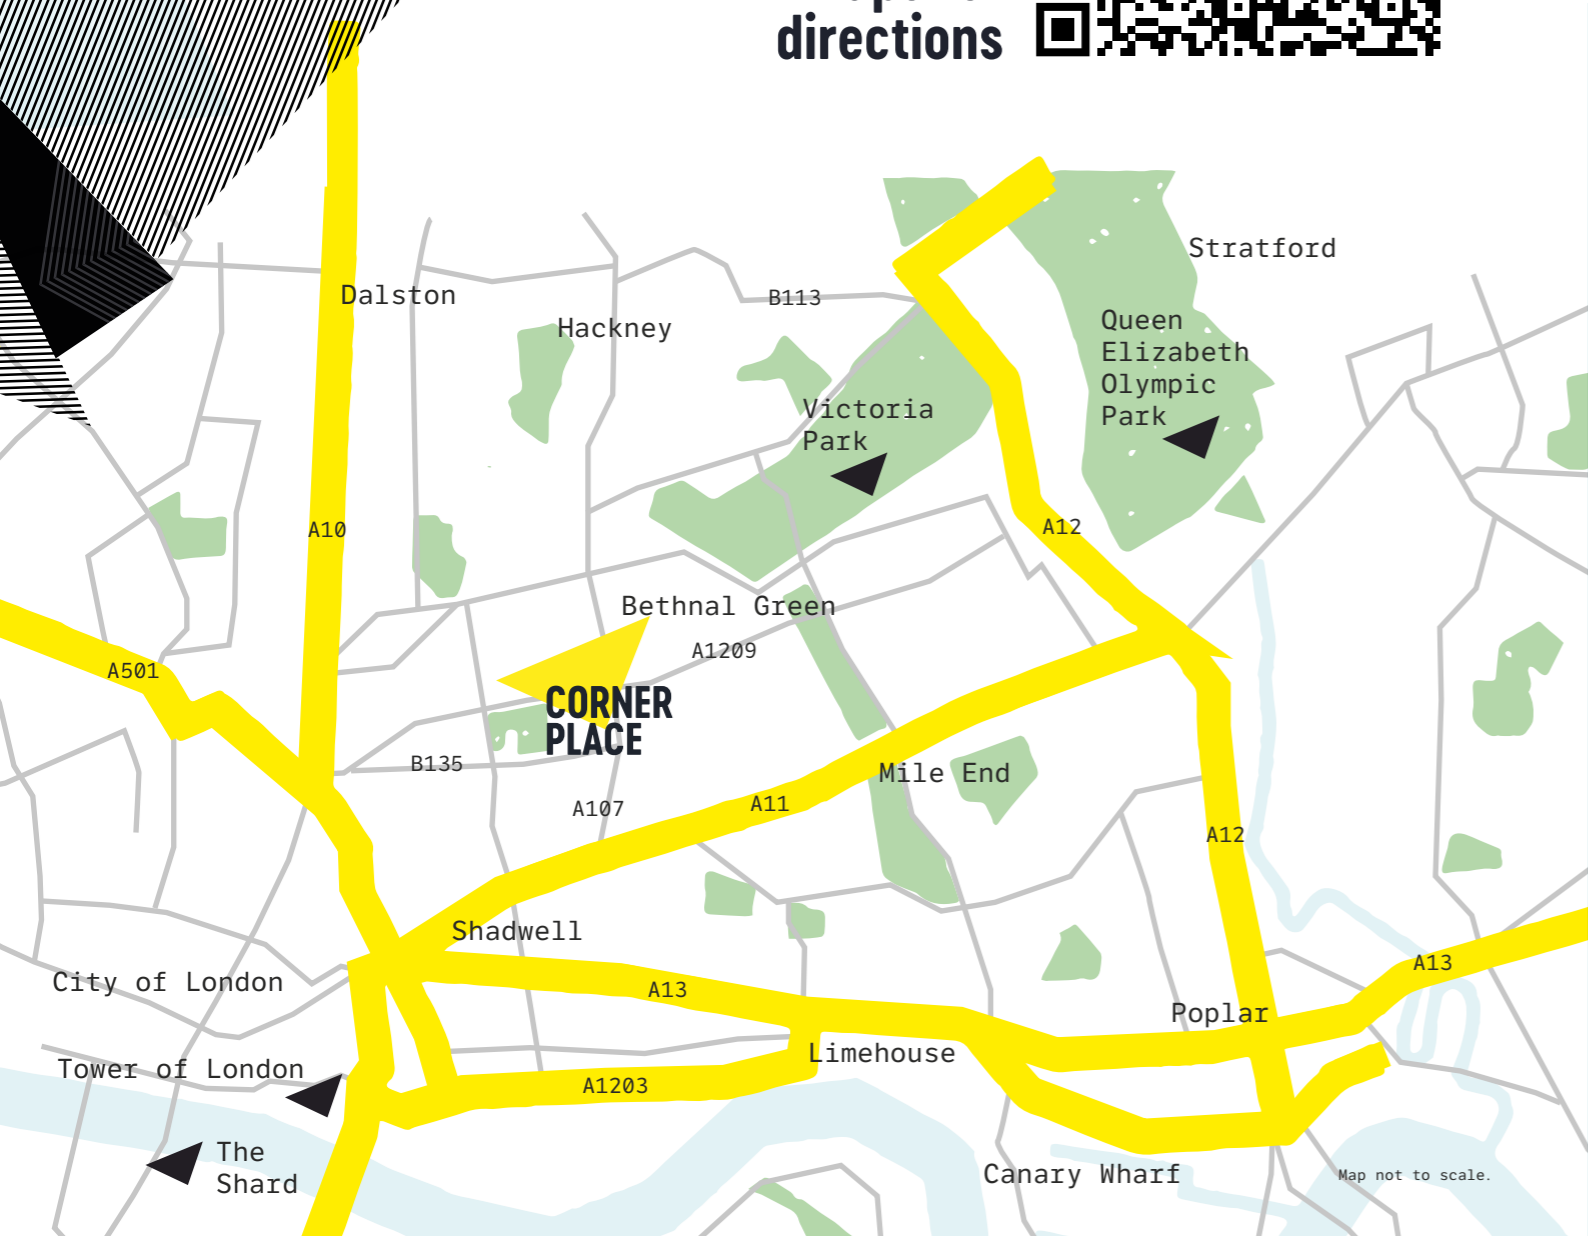 directions
Stratford
Dalston
B113
Hackney
Queen
Elizabeth
Olympic
Park
Victoria
Park
A10
A12
Bethnal Green
A1209
A501
CORNER
PLACE
B135
Mile End
A107
A11
A12
Shadwell
A13
City of London
A13
Poplar
Limehouse
Tower of London
A1203
The
Shard
Canary Wharf
Map not to scale.